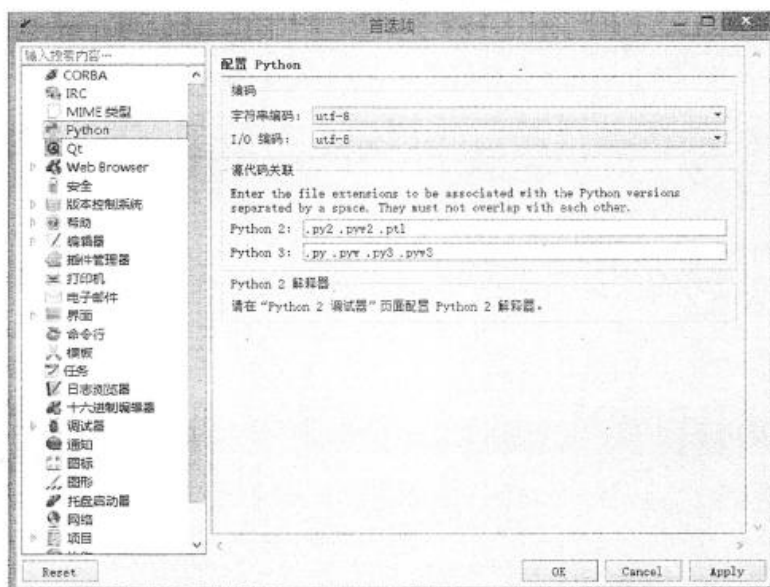 首选项
输入搜索内容…
CORBA
IRC
MIME 类型
Python
Qt
Web Browser
安全
版本控制系统
帮助
编辑器
插件管理器
打印机
电子邮件
界面
命令行
模板
任务
日志浏览器
十六进制编辑器
调试器
通知
图标
图形
托盘启动器
网络
项目
配置 Python
编码
字符串编码: utf-8
I/O 编码: utf-8
源代码关联
Enter the file extensions to be associated with the Python versions
separated by a space. They must not overlap with each other.
Python 2: .py2 .pyw2 .ptl
Python 3: .py .pyw .py3 .pyw3
Python 2 解释器
请在“Python 2 调试器”页面配置 Python 2 解释器。
Reset
OK
Cancel
Apply